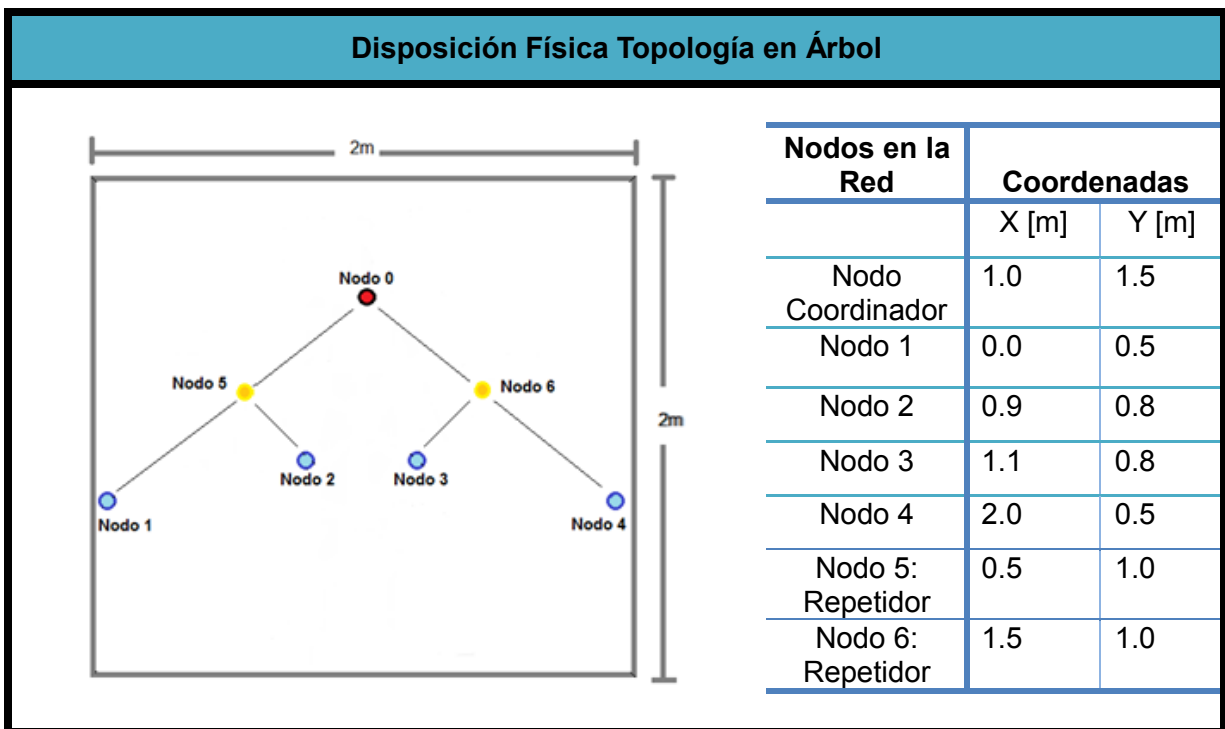 Disposición Física Topología en Árbol
2m
Nodo 0
Nodo 5
Nodo 6
2m
Nodo 2
Nodo 3
Nodo 1
Nodo 4
Nodos en la
Red
Coordenadas
X [m] Y [m]
Nodo
Coordinador
1.0 1.5
Nodo 1 0.0 0.5
Nodo 2 0.9 0.8
Nodo 3 1.1 0.8
Nodo 4 2.0 0.5
Nodo 5:
Repetidor
0.5 1.0
Nodo 6:
Repetidor
1.5 1.0